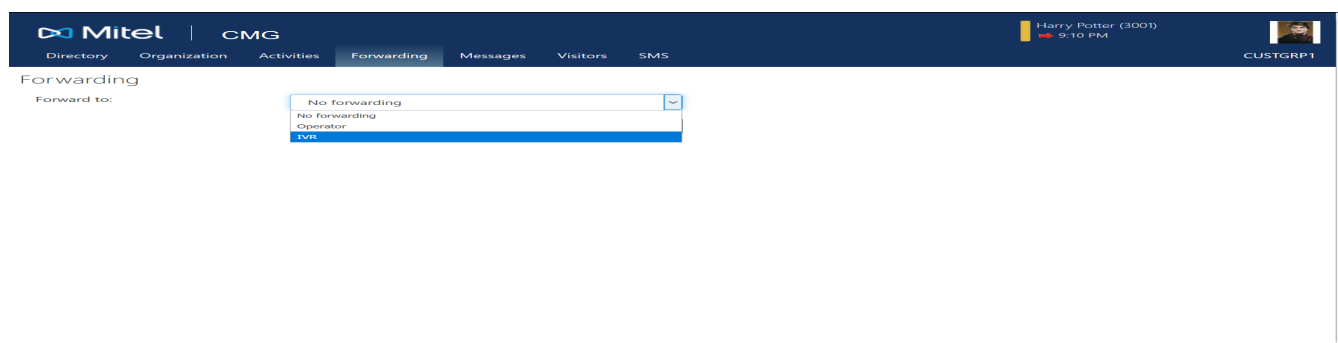 Mitel | CMG
Harry Potter (3001)
9:10 PM
Directory Organization Activities Forwarding Messages Visitors SMS
CUSTGRP1
Forwarding
Forward to:
No forwarding
No forwarding
Operator
IVR